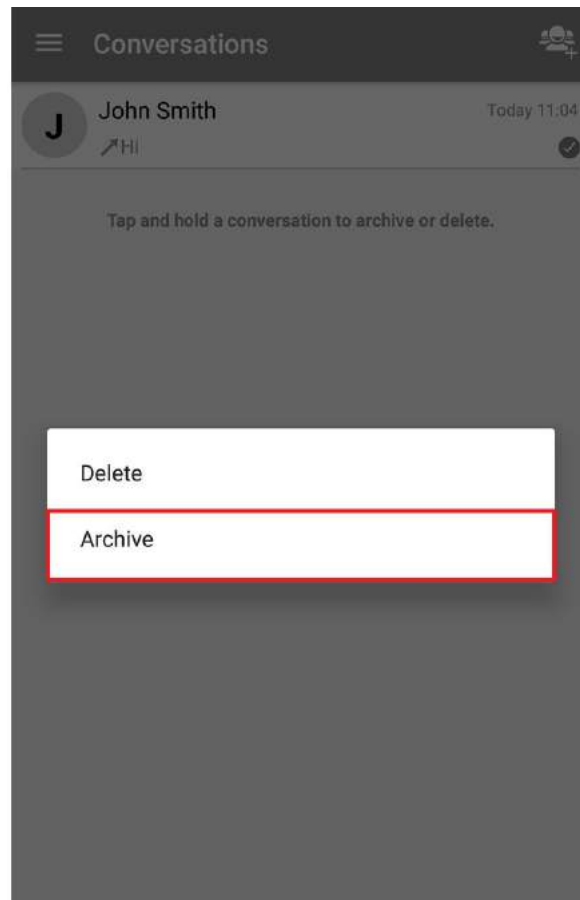 Conversations
John Smith
Today 11:04
J
Hi
Tap and hold a conversation to archive or delete.
Delete
Archive